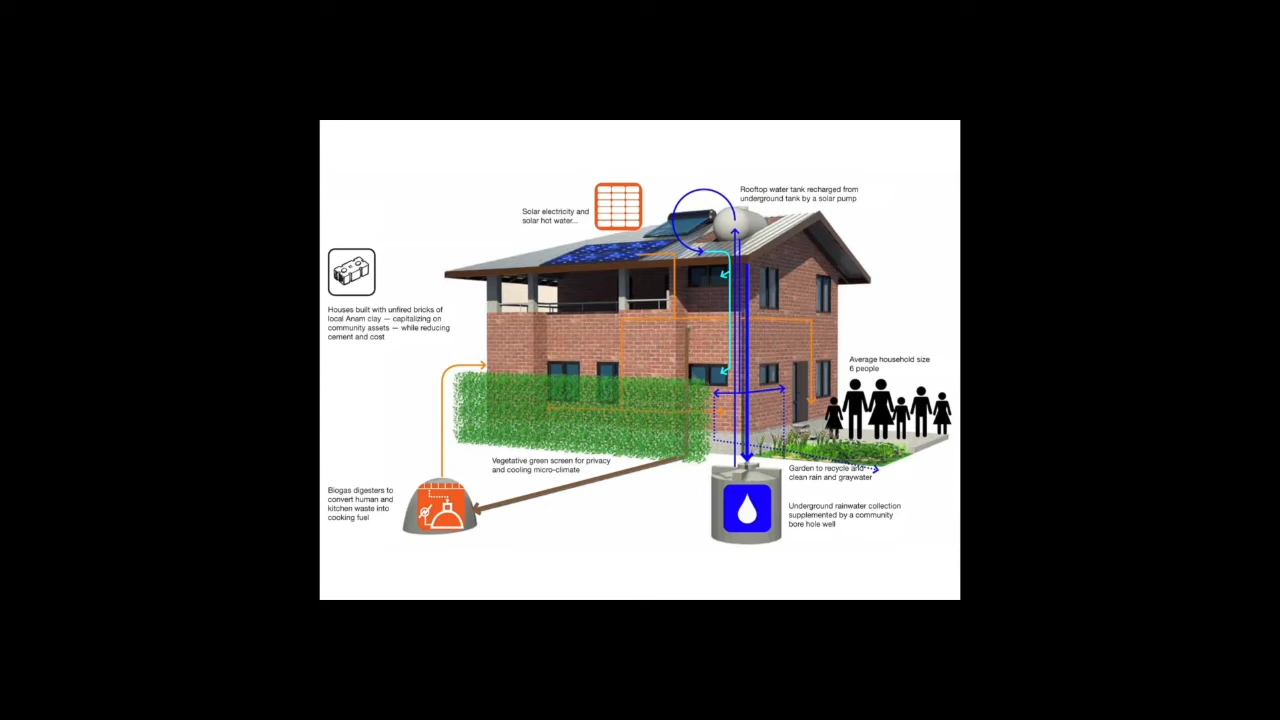 Rooftop water tank recharged from
underground tank by a solar pump
Solar electricity and
solar hot water...
Houses built with unfired bricks of
local Anam clay — capitalizing on
community assets — while reducing
cement and cost
Average household size
6 people
Vegetative green screen for privacy
and cooling micro-climate
Garden to recycle and
clean rain and graywater
Biogas digesters to
convert human and
kitchen waste into
cooking fuel
Underground rainwater collection
supplemented by a community
bore hole well